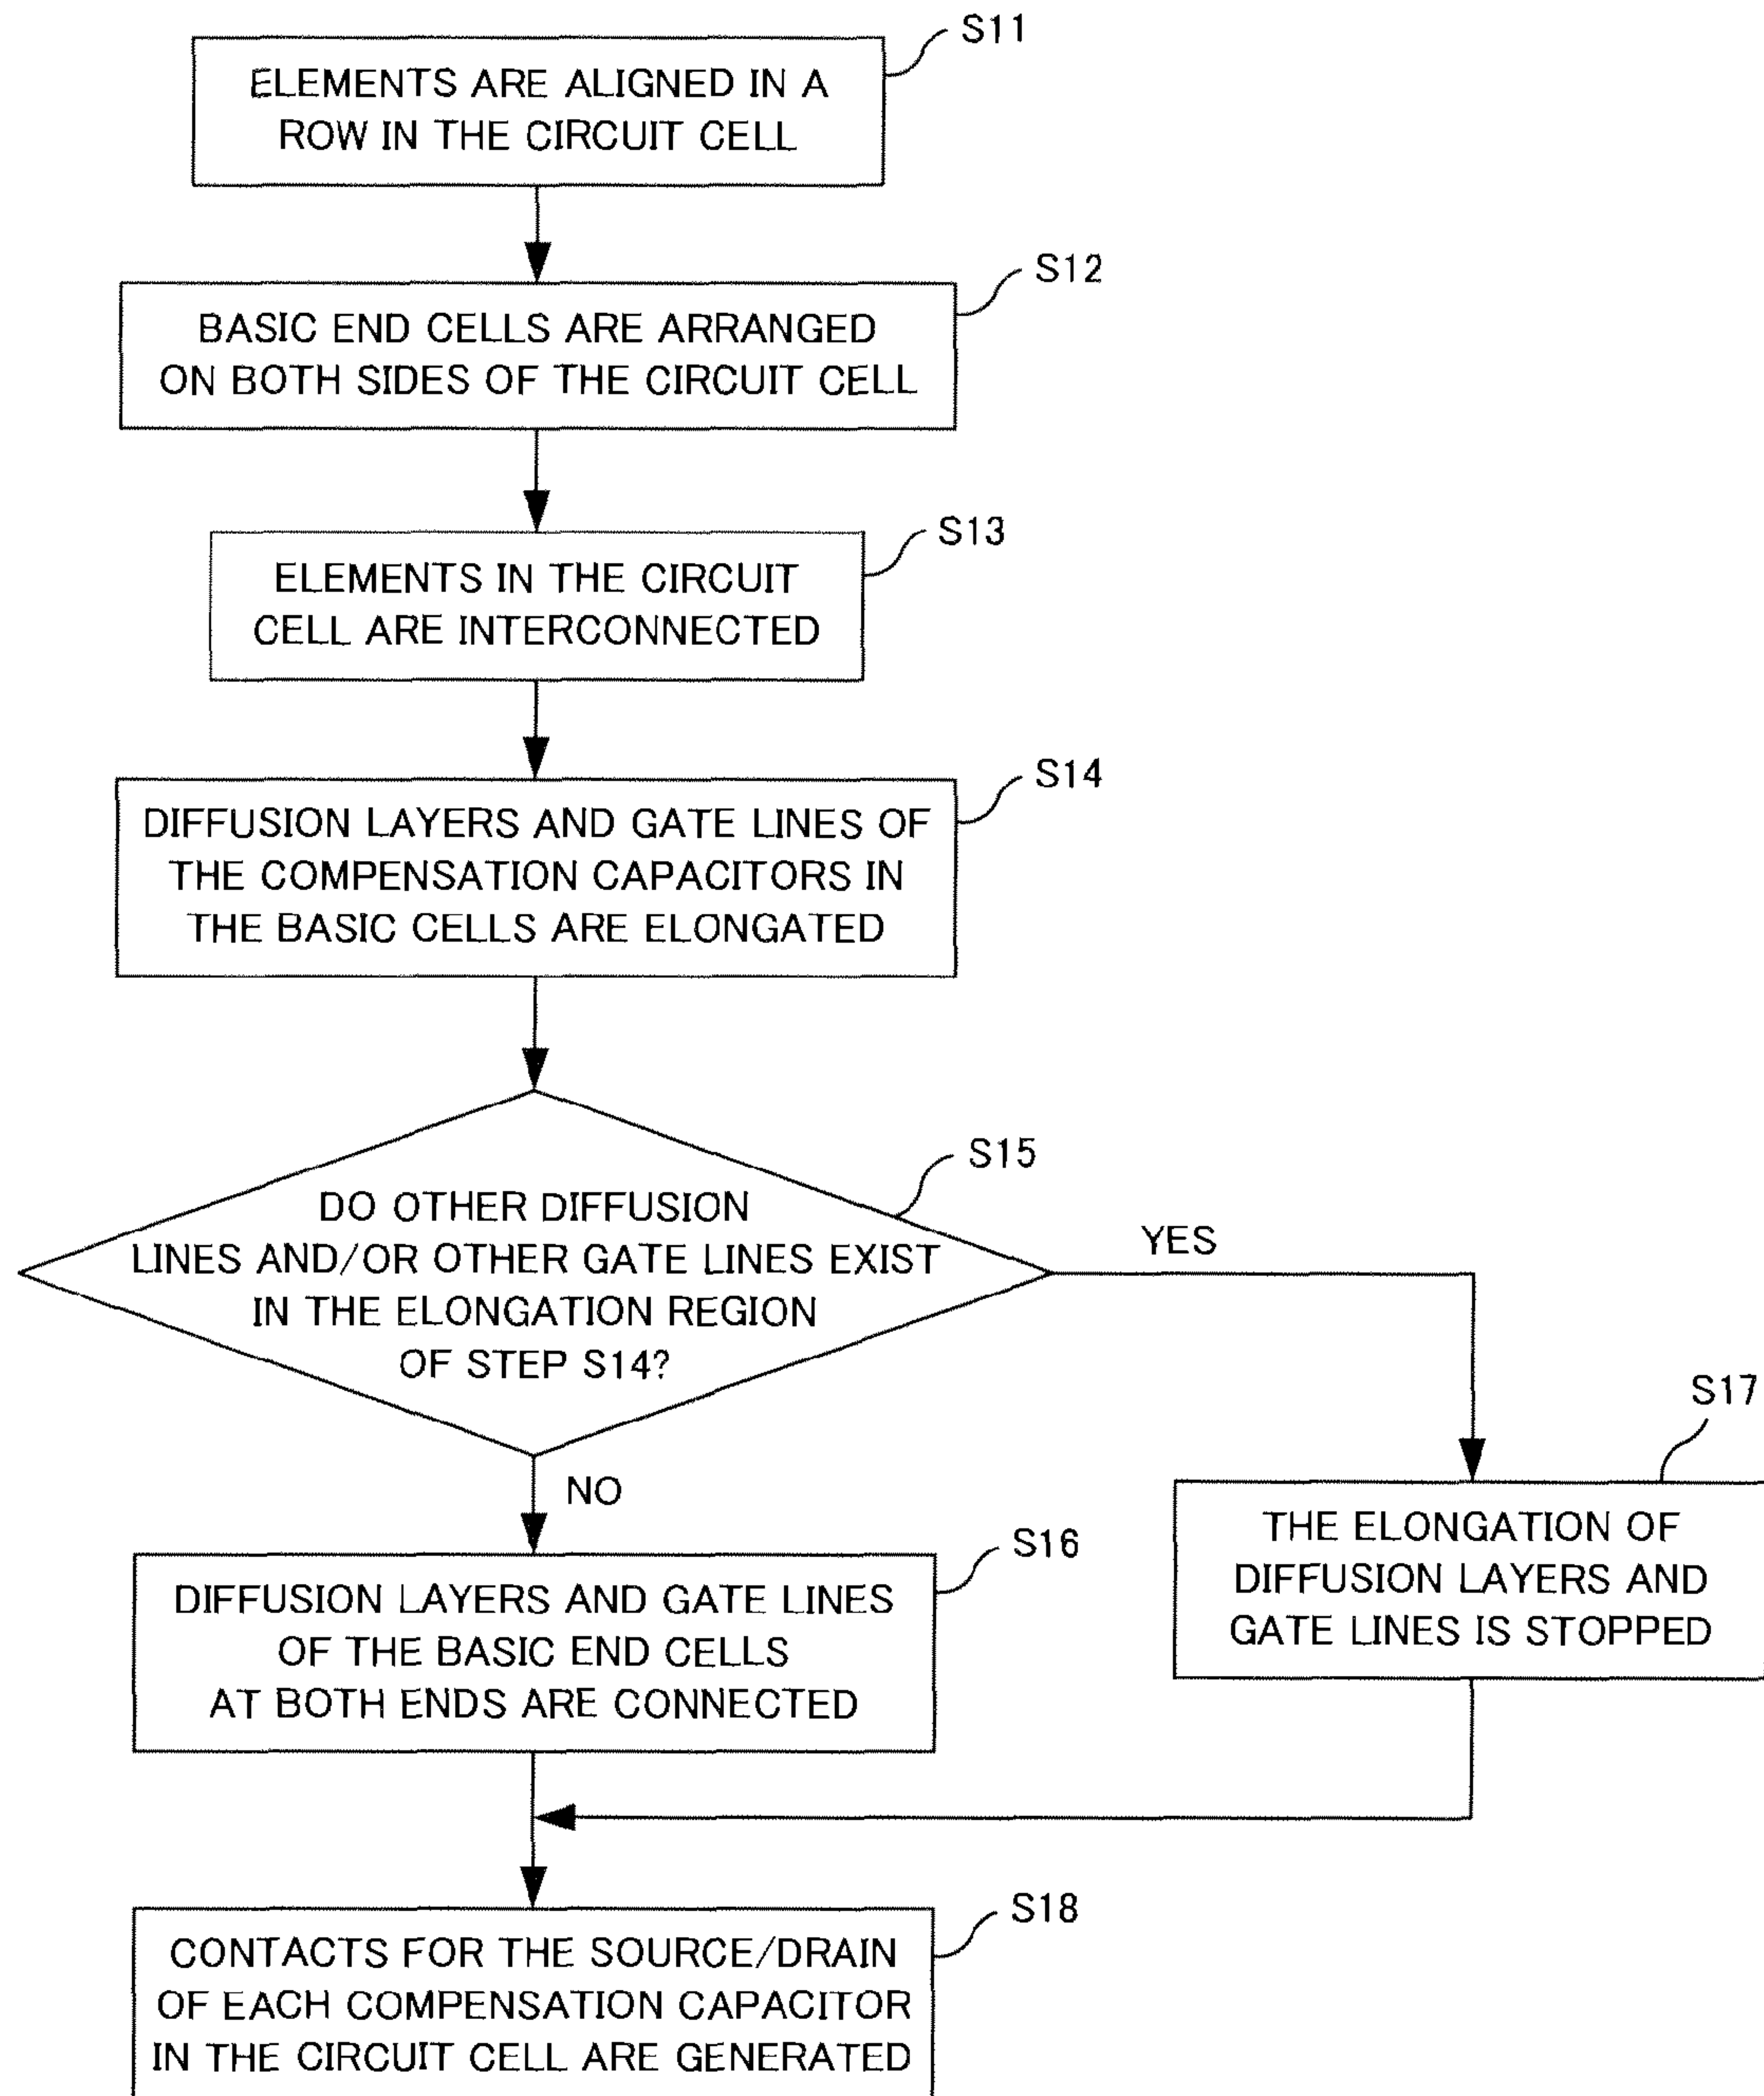 S11
ELEMENTS ARE ALIGNED IN A
ROW IN THE CIRCUIT CELL
S12
BASIC END CELLS ARE ARRANGED
ON BOTH SIDES OF THE CIRCUIT CELL
S13
ELEMENTS IN THE CIRCUIT
CELL ARE INTERCONNECTED
S14
DIFFUSION LAYERS AND GATE LINES OF
THE COMPENSATION CAPACITORS IN
THE BASIC CELLS ARE ELONGATED
S15
DO OTHER DIFFUSION
LINES AND/OR OTHER GATE LINES EXIST
IN THE ELONGATION REGION
OF STEP S14?
YES
NO
S17
THE ELONGATION OF
DIFFUSION LAYERS AND
GATE LINES IS STOPPED
S16
DIFFUSION LAYERS AND GATE LINES
OF THE BASIC END CELLS
AT BOTH ENDS ARE CONNECTED
S18
CONTACTS FOR THE SOURCE/DRAIN
OF EACH COMPENSATION CAPACITOR
IN THE CIRCUIT CELL ARE GENERATED